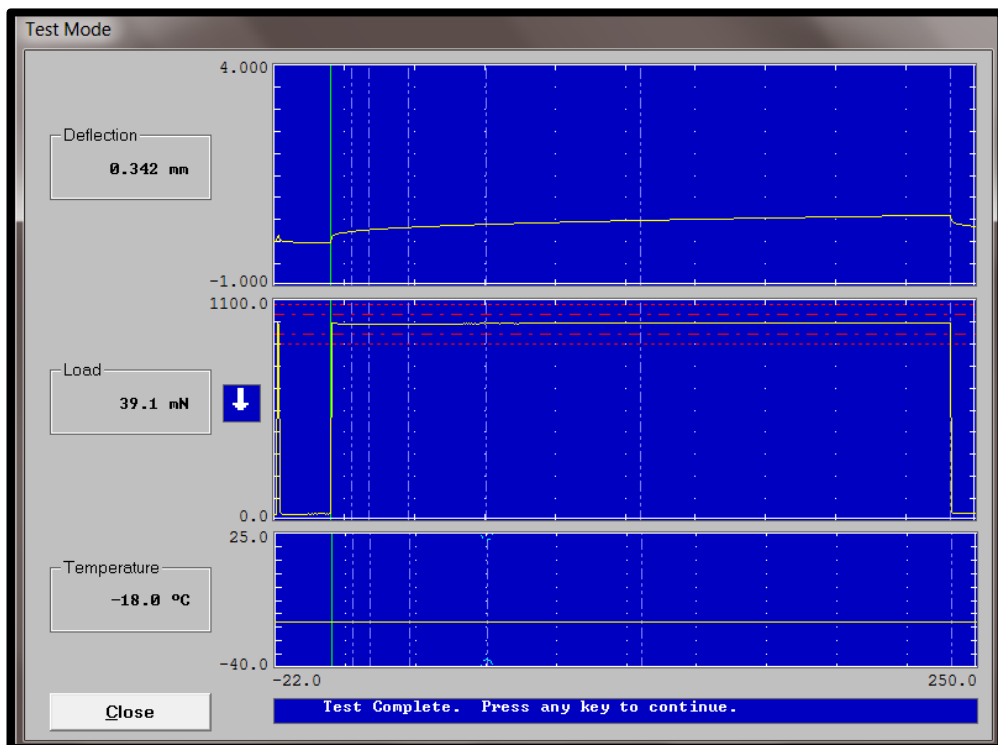 Test Mode
4.000
Deflection
0.342 mm
-1.000
1100.0
Load
39.1 mN
0.0
25.0
Temperature
-18.0 ºC
-40.0
-22.0 250.0
Close
Test Complete. Press any key to continue.